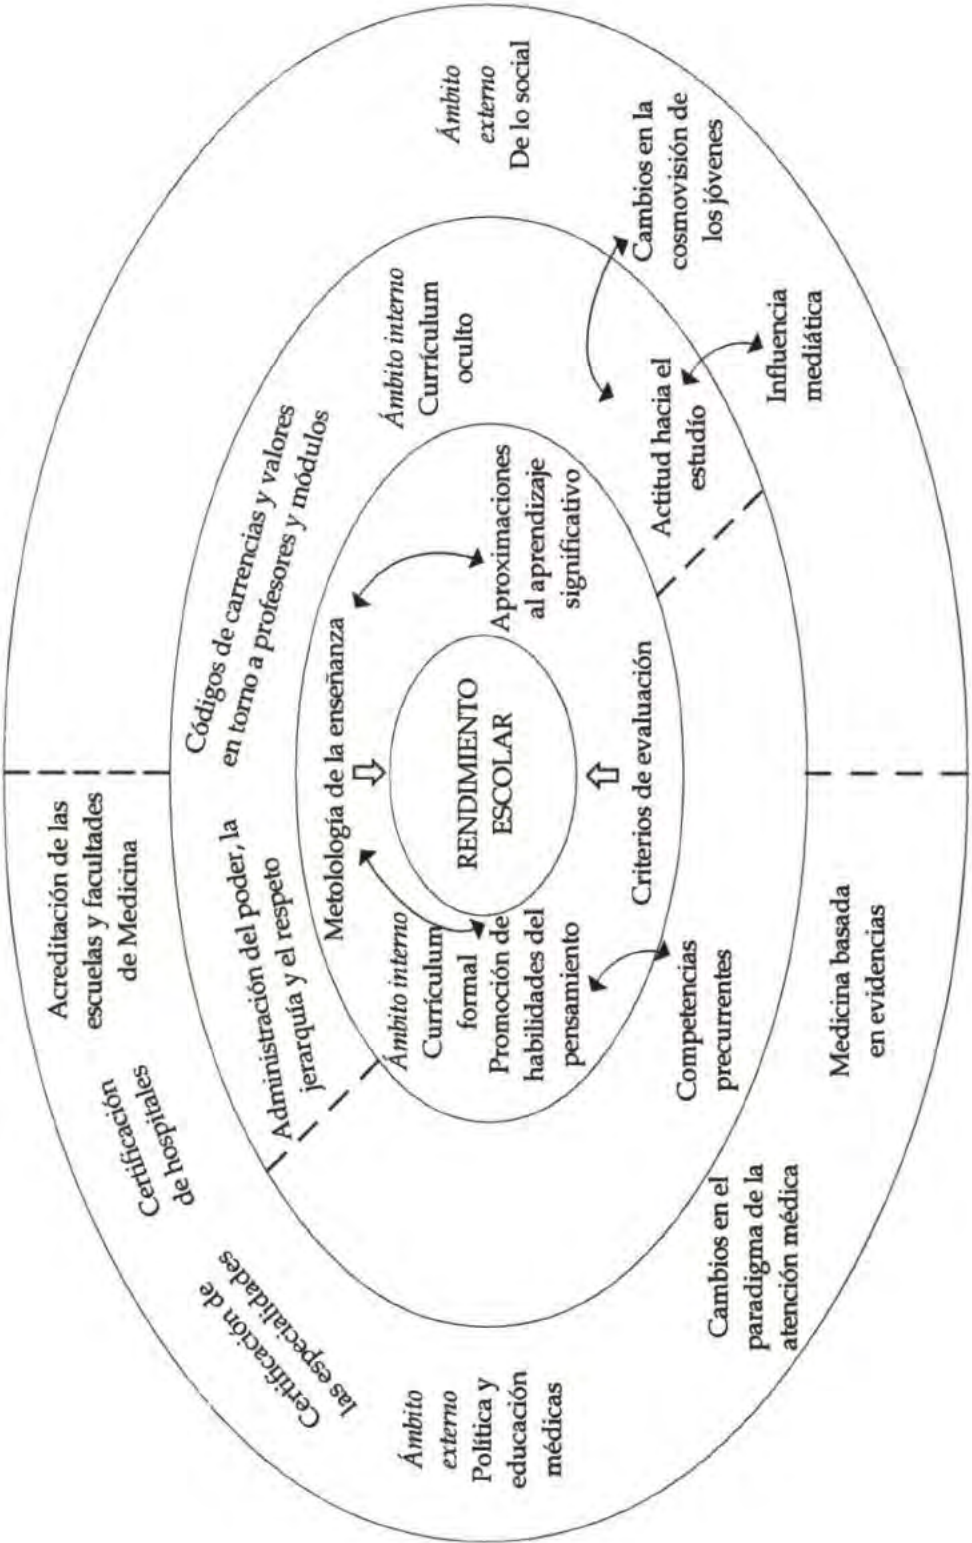 Acreditación de las
escuelas y facultades
de Medicina
Certificación
de hospitales
Certificación de
las especialidades
Ámbito
externo
Política y
educación
médicas
Cambios en el
paradigma de la
atención médica
Medicina basada
en evidencias
Ámbito
externo
De lo social
Cambios en la
cosmovisión de
los jóvenes
Influencia
mediática
Códigos de carrencias y valores
en torno a profesores y módulos
Administración del poder, la
jerarquía y el respeto
Ámbito interno
Currículum
oculto
Actitud hacia el
estudío
Competencias
precurrentes
Metolología de la enseñanza
Ámbito interno
Currículum
formal
Promoción de
habilidades del
pensamiento
Aproximaciones
al aprendizaje
significativo
Criterios de evaluación
RENDIMIENTO
ESCOLAR